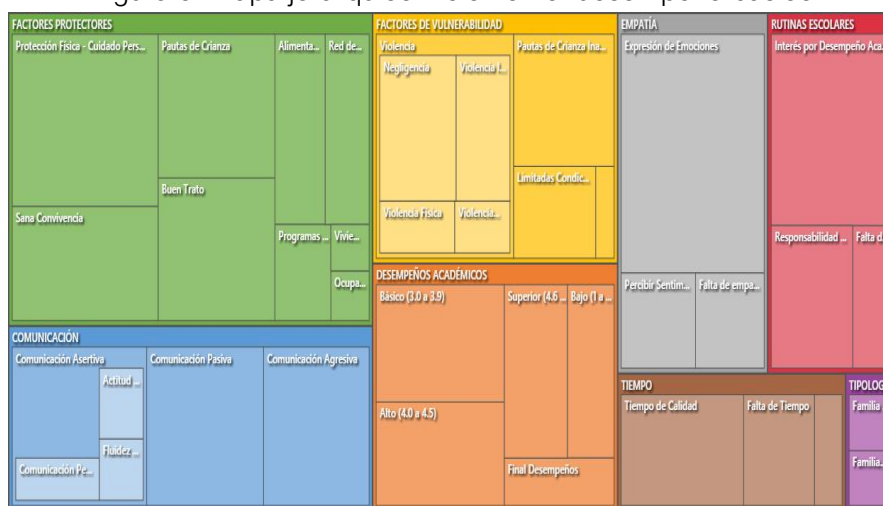 FACTORES PROTECTORES
Protección Física - Cuidado Pers...
Pautas de Crianza
Alimenta...
Red de...
Buen Trato
Sana Convivencia
Programas ...
Vivie...
Ocupa...
FACTORES DE VULNERABILIDAD
Violencia
Negligencia
Violencia I...
Violencia Física
Violencia...
Pautas de Crianza Ina...
Limitadas Condic...
EMPATÍA
Expresión de Emociones
Percibir Sentim...
Falta de empa...
RUTINAS ESCOLARES
Interés por Desempeño Aca...
Responsabilidad ...
Falta d...
COMUNICACIÓN
Comunicación Asertiva
Actitud ...
Fluidez ...
Comunicación Pe...
Comunicación Pasiva
Comunicación Agresiva
DESEMPEÑOS ACADÉMICOS
Básico (3.0 a 3.9)
Superior (4.6 ...
Bajo (1 a ...
Alto (4.0 a 4.5)
Final Desempeños
TIEMPO
Tiempo de Calidad
Falta de Tiempo
TIPOLOG
Familia
Familia...